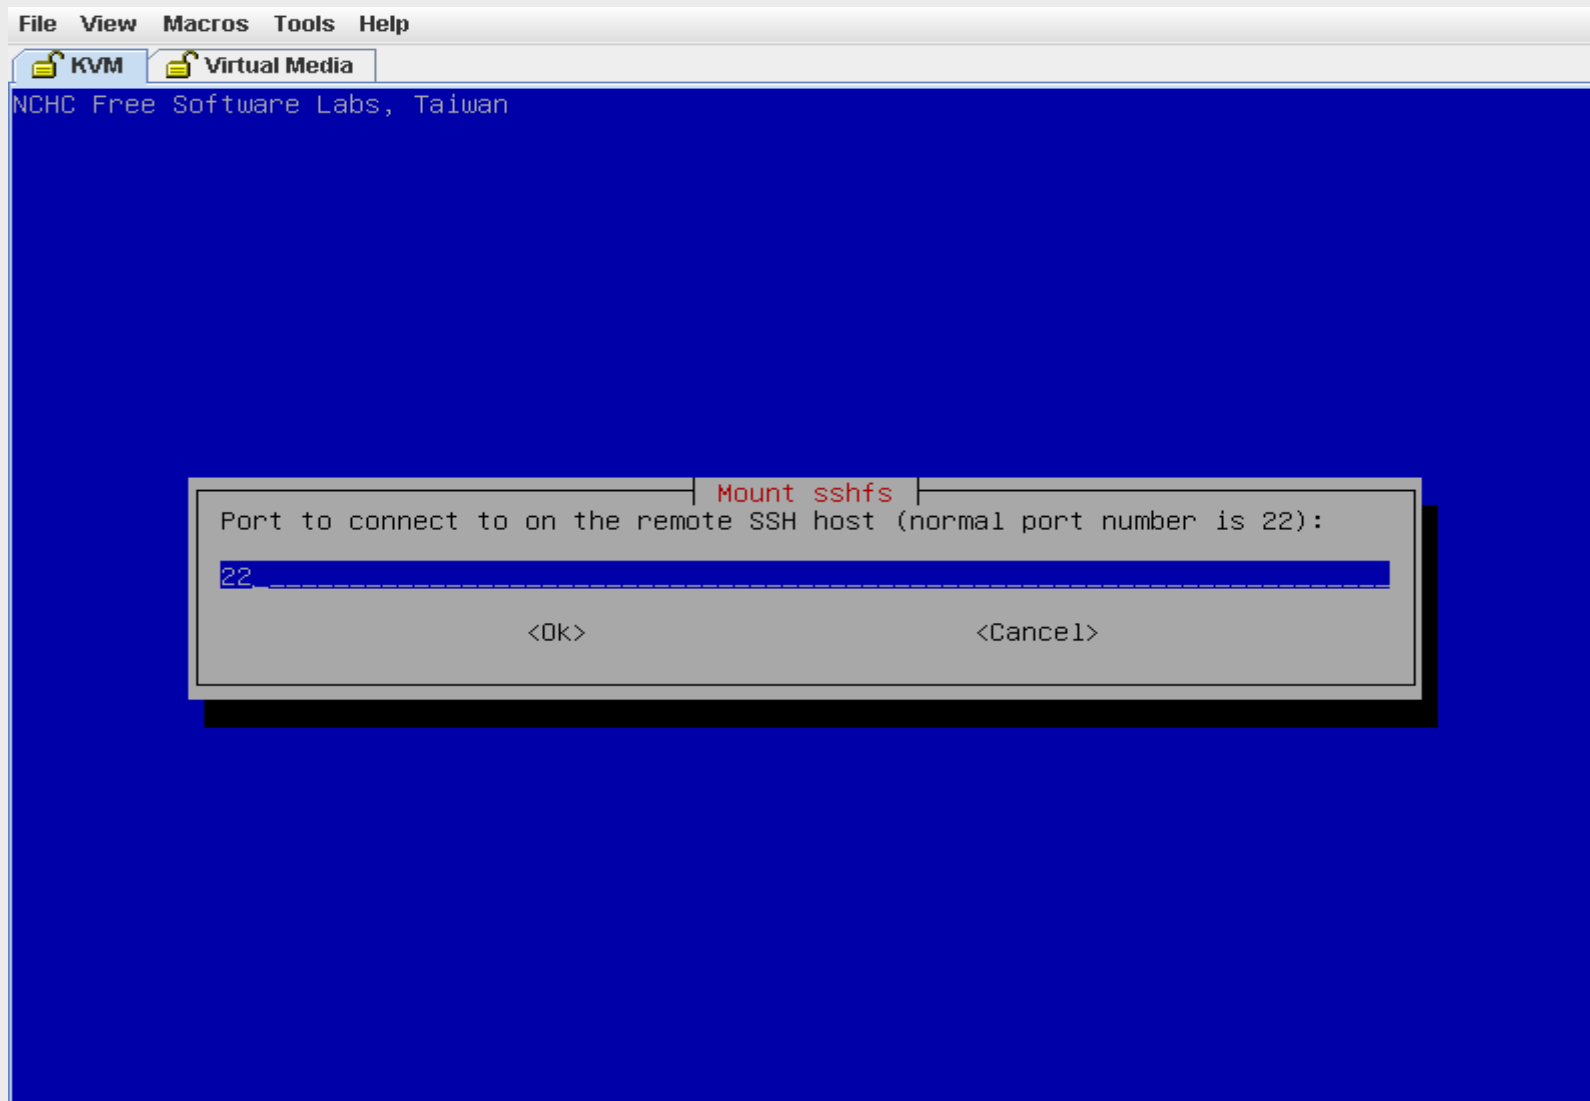 File View Macros Tools Help
KVM Virtual Media
NCHC Free Software Labs, Taiwan
Mount sshfs
Port to connect to on the remote SSH host (normal port number is 22):
22
<Ok> <Cancel>